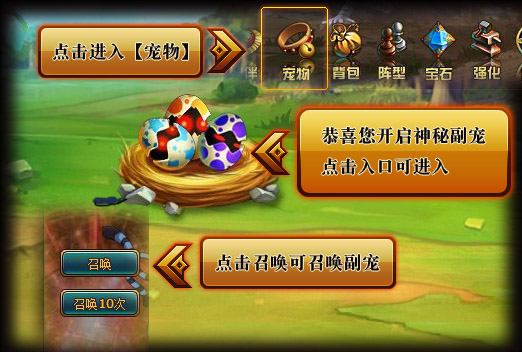 点击进入【宠物】
伴
宠物
背包
阵型
宝石
强化
恭喜您开启神秘副宠
点击入口可进入
点击召唤可召唤副宠
召唤
召唤10次